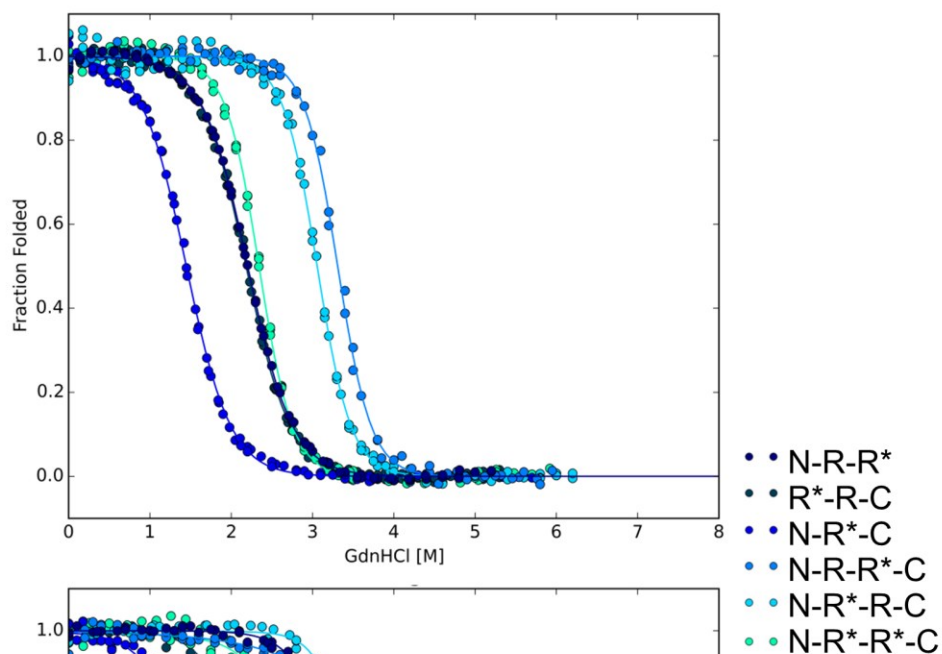 1.0
0.8
0.6
0.4
0.2
0.0
Fraction Folded
0 1 2 3 4 5 6 7 8
GdnHCl [M]
1.0
N-R-R*
R*-R-C
N-R*-C
N-R-R*-C
N-R*-R-C
N-R*-R*-C